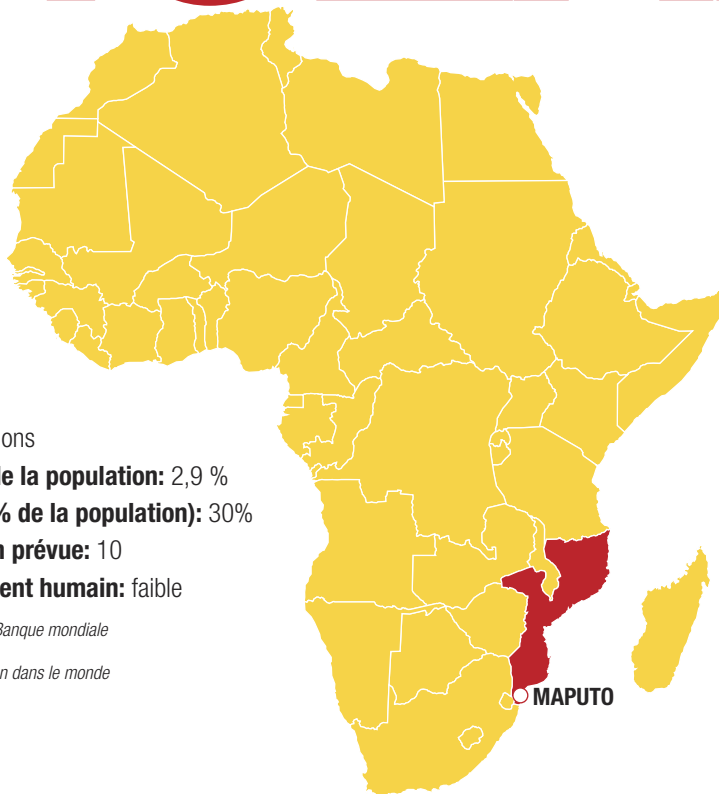 ons
de la population: 2,9 %
% de la population): 30%
n prévue: 10
ent humain: faible
Banque mondiale
n dans le monde
MAPUTO